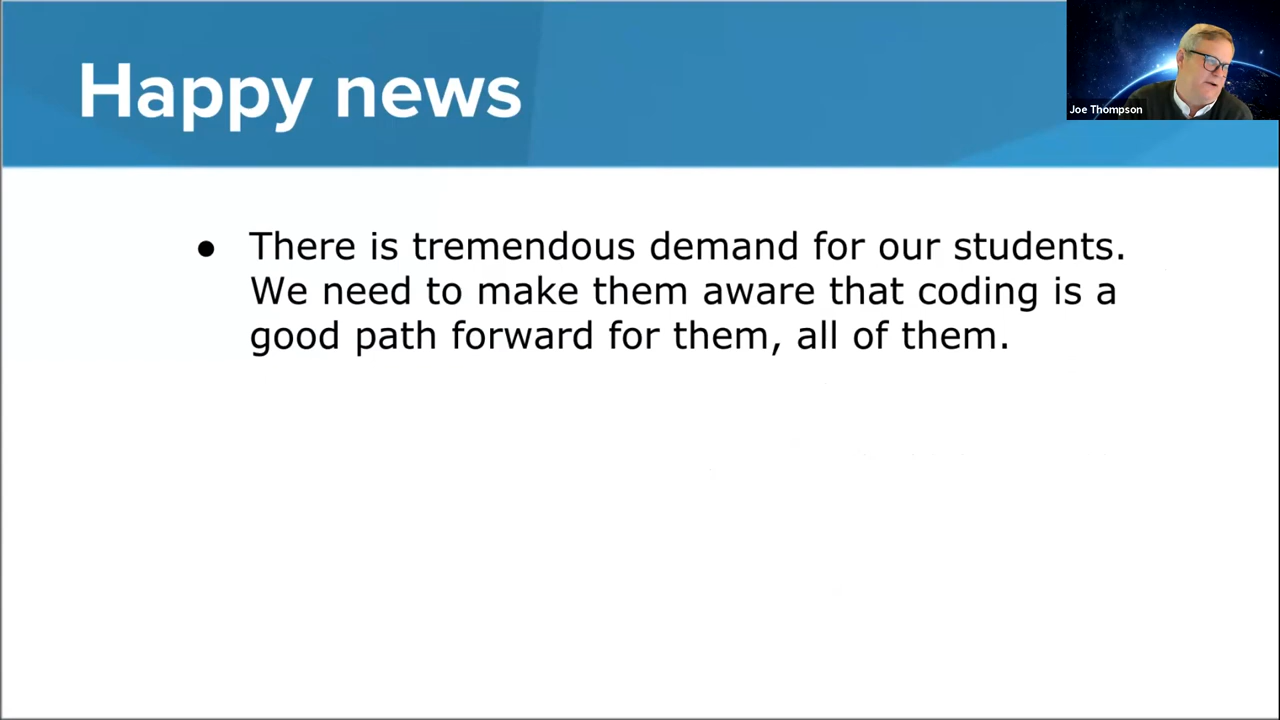 Happy news
Joe Thompson
● There is tremendous demand for our students.
We need to make them aware that coding is a
good path forward for them, all of them.